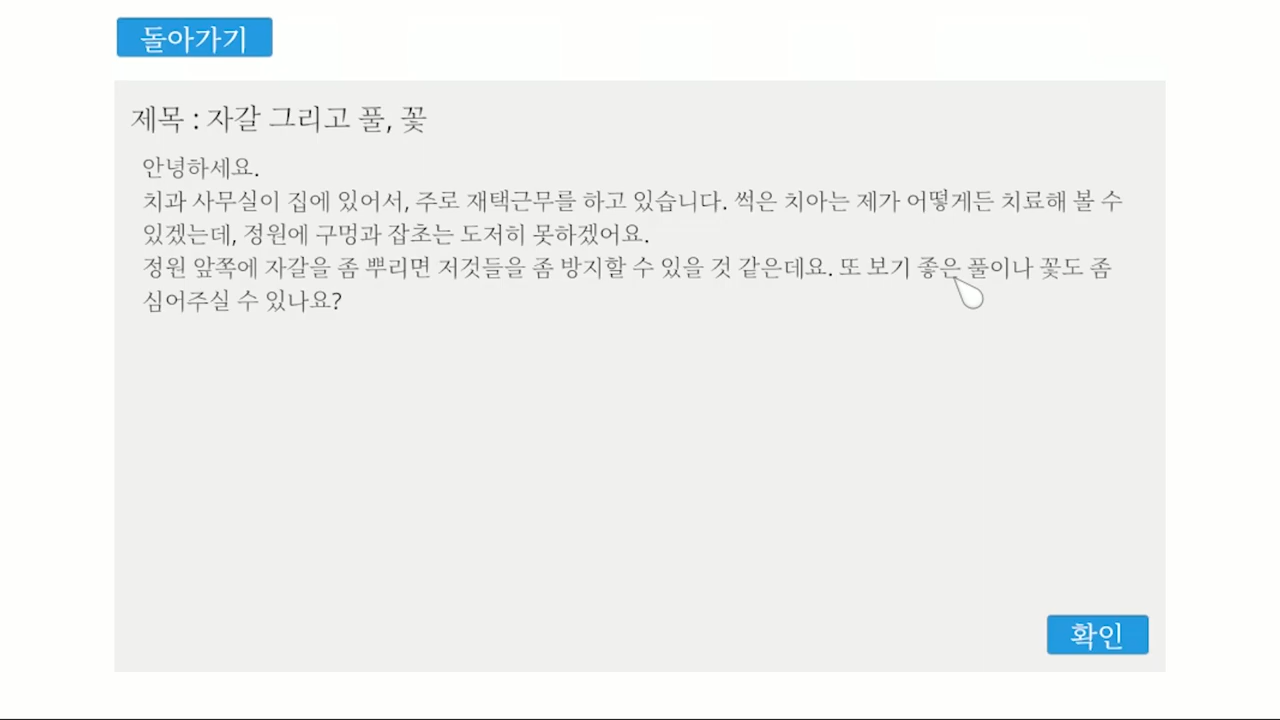 돌아가기
제목 : 자갈 그리고 풀, 꽃
안녕하세요.
치과 사무실이 집에 있어서, 주로 재택근무를 하고 있습니다. 썩은 치아는 제가 어떻게든 치료해 볼 수
있겠는데, 정원에 구멍과 잡초는 도저히 못하겠어요.
정원 앞쪽에 자갈을 좀 뿌리면 저것들을 좀 방지할 수 있을 것 같은데요. 또 보기 좋은 풀이나 꽃도 좀
심어주실 수 있나요?
확인